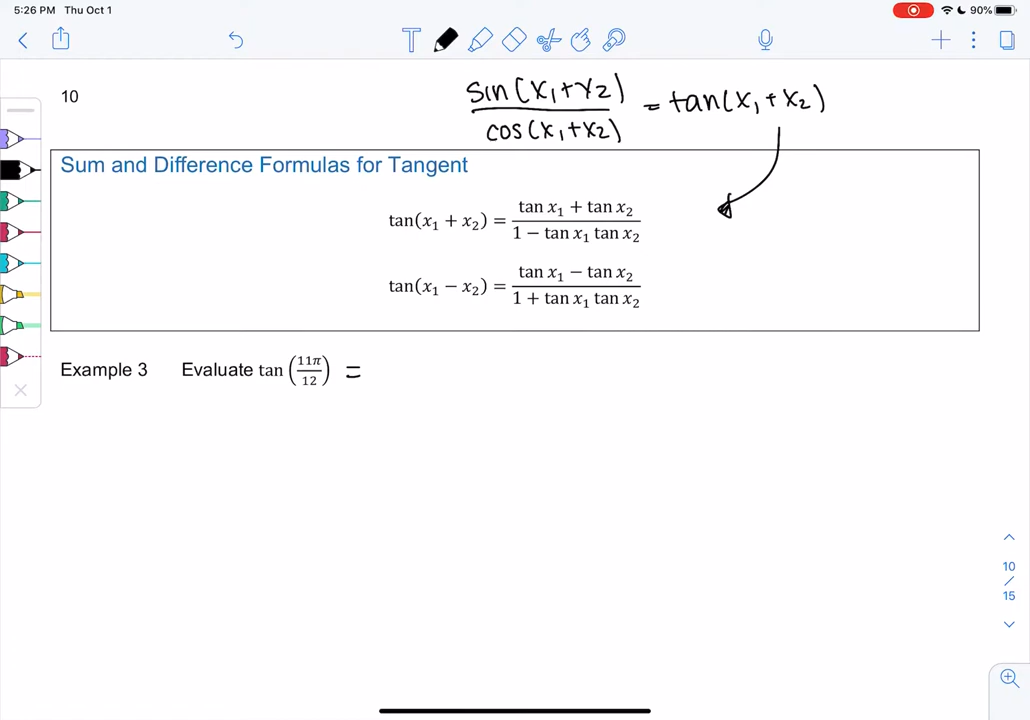 5:26 PM Thu Oct 1
90%
T
10
sin(x₁+x₂)
cos(x₁+x₂)
= tan(x₁+x₂)
Sum and Difference Formulas for Tangent
tan(x₁ + x₂) = (tan x₁ + tan x₂)/(1 − tan x₁ tan x₂)
tan(x₁ − x₂) = (tan x₁ − tan x₂)/(1 + tan x₁ tan x₂)
Example 3 Evaluate tan (11π/12) =
10
/
15